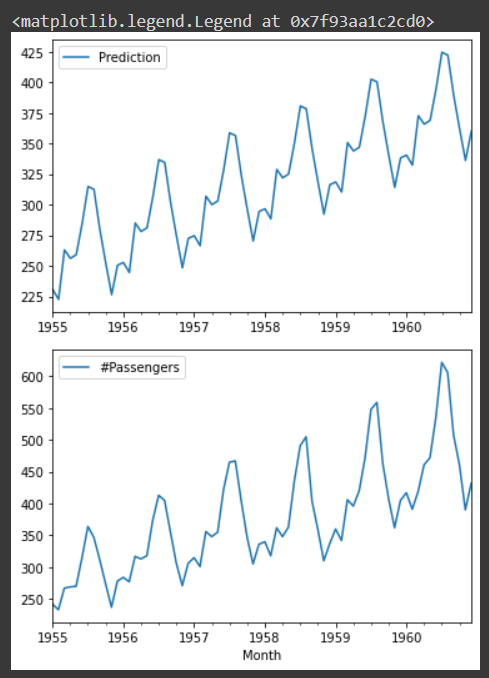 <matplotlib.legend.Legend at 0x7f93aa1c2cd0>
425
Prediction
400
375
350
325
300
275
250
225
1955 1956 1957 1958 1959 1960
#Passengers
600
550
500
450
400
350
300
250
1955 1956 1957 1958 1959 1960
Month